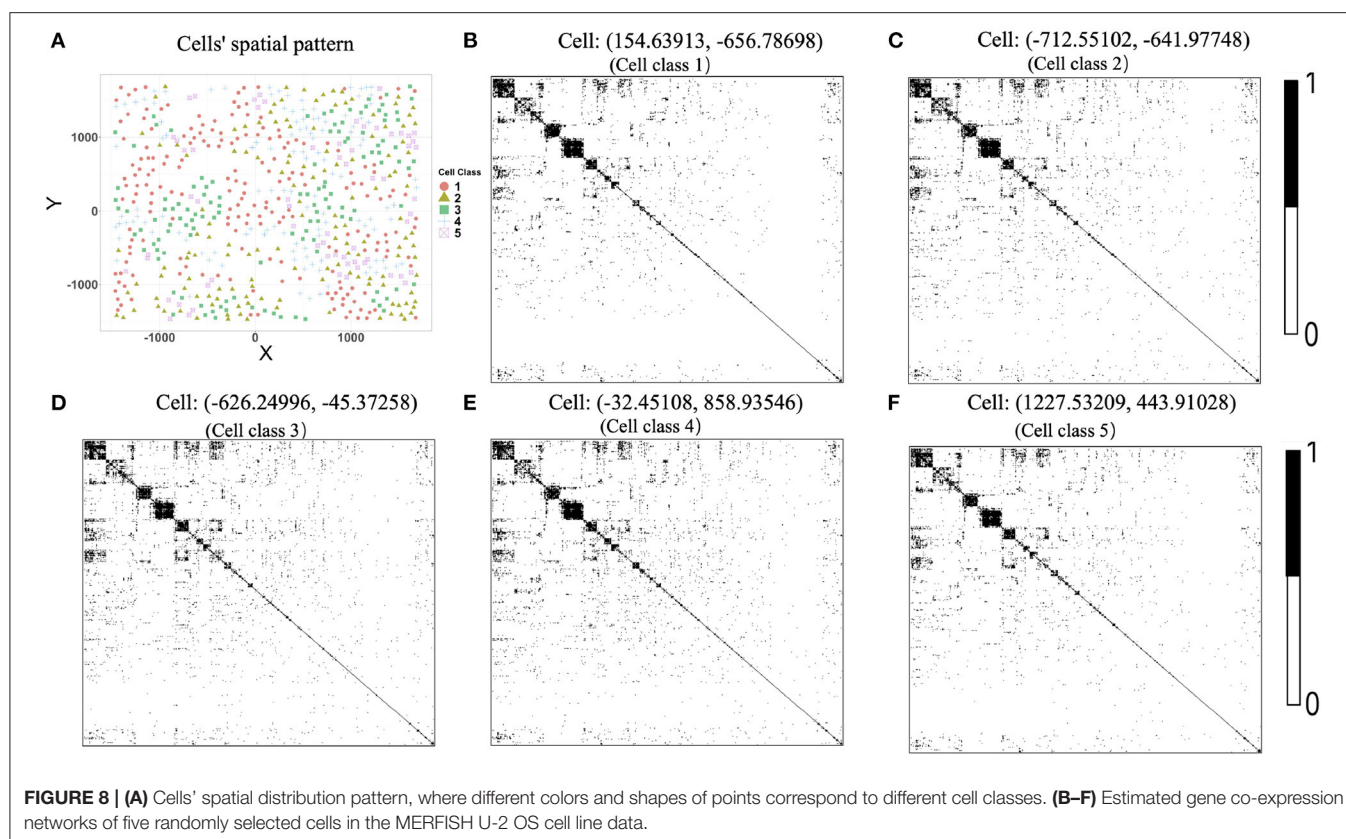 A
Cells' spatial pattern
1000
0
-1000
Y
-1000
0
1000
X
Cell Class
1
2
3
4
5
B
Cell: (154.63913, -656.78698)
(Cell class 1)
C
Cell: (-712.55102, -641.97748)
(Cell class 2)
1
0
D
Cell: (-626.24996, -45.37258)
(Cell class 3)
E
Cell: (-32.45108, 858.93546)
(Cell class 4)
F
Cell: (1227.53209, 443.91028)
(Cell class 5)
1
0
FIGURE 8 | (A) Cells' spatial distribution pattern, where different colors and shapes of points correspond to different cell classes. (B–F) Estimated gene co-expression
networks of five randomly selected cells in the MERFISH U-2 OS cell line data.